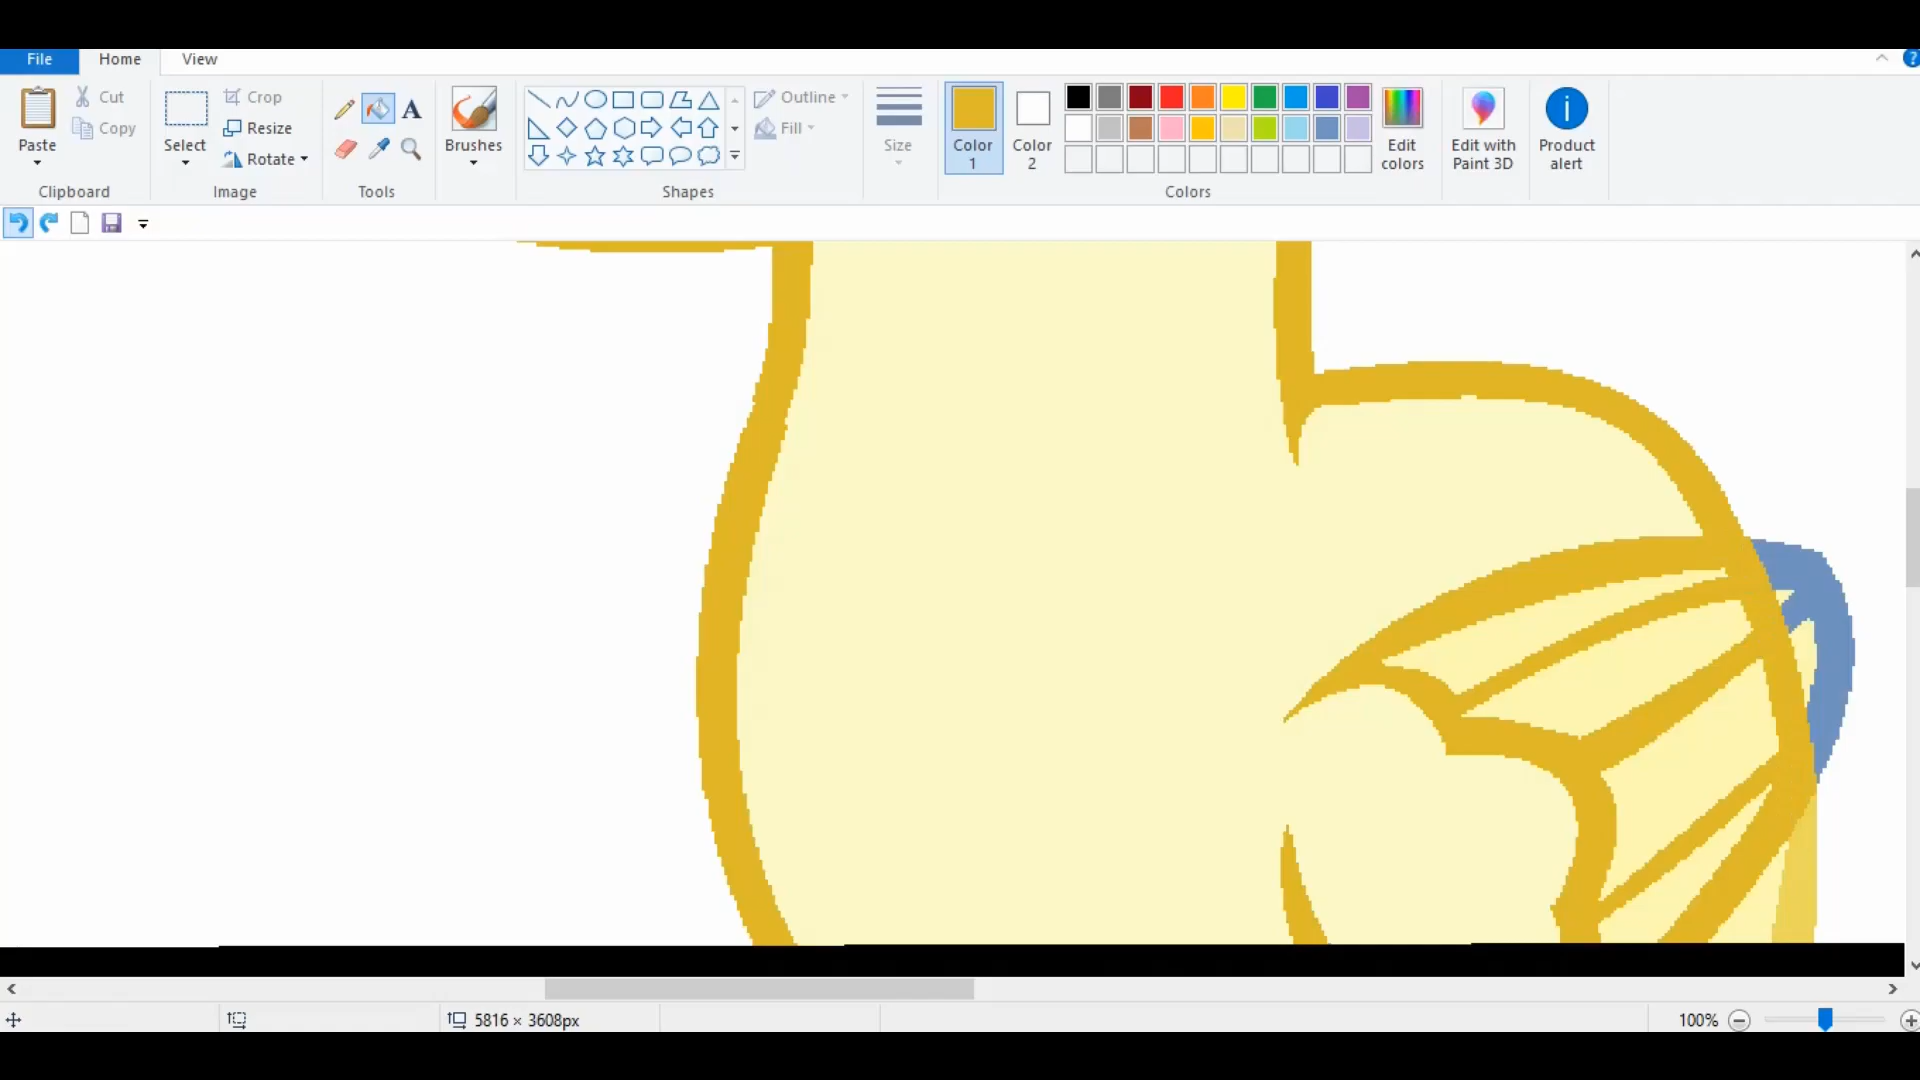 File Home View ?
Paste
Cut
Copy
Clipboard
Select
Crop
Resize
Rotate
Image
A
Tools
Brushes
Shapes
Outline
Fill
Size
Color
1
Color
2
Colors
Edit
colors
Edit with
Paint 3D
Product
alert
5816 × 3608px
100%